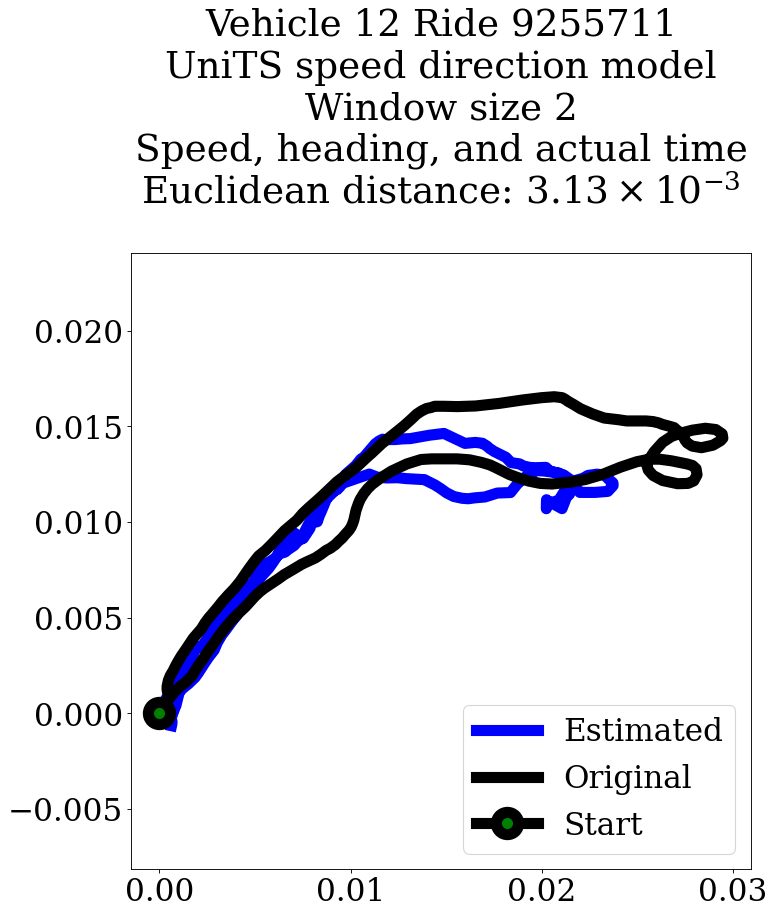 Vehicle 12 Ride 9255711
UniTS speed direction model
Window size 2
Speed, heading, and actual time
Euclidean distance: 3.13 × 10⁻³
0.020
0.015
0.010
0.005
0.000
−0.005
Estimated
Original
Start
0.00 0.01 0.02 0.03